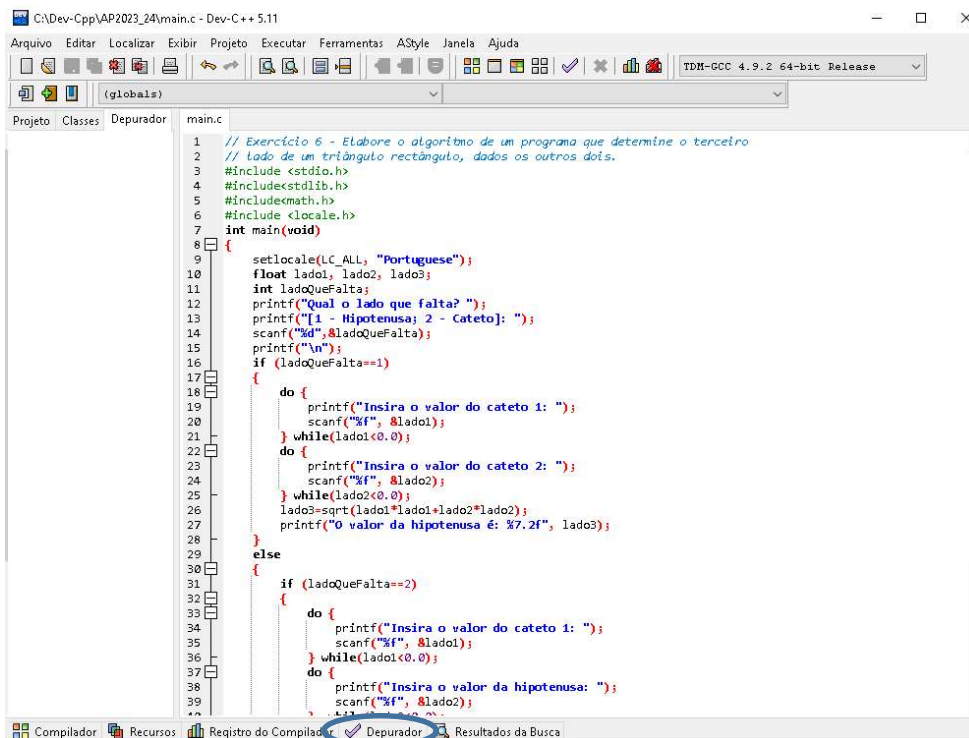 C:\Dev-Cpp\AP2023_24\main.c - Dev-C++ 5.11
Arquivo Editar Localizar Exibir Projeto Executar Ferramentas AStyle Janela Ajuda
TDM-GCC 4.9.2 64-bit Release
(globals)
Projeto Classes Depurador main.c
1 // Exercício 6 - Elabore o algoritmo de um programa que determine o terceiro
2 // lado de um triângulo rectângulo, dados os outros dois.
3 #include <stdio.h>
4 #include<stdlib.h>
5 #include<math.h>
6 #include <locale.h>
7 int main(void)
8 {
9 setlocale(LC_ALL, "Portuguese");
10 float lado1, lado2, lado3;
11 int ladoQueFalta;
12 printf("Qual o lado que falta? ");
13 printf("[1 - Hipotenusa; 2 - Cateto]: ");
14 scanf("%d",&ladoQueFalta);
15 printf("\n");
16 if (ladoQueFalta==1)
17 {
18 do {
19 printf("Insira o valor do cateto 1: ");
20 scanf("%f", &lado1);
21 } while(lado1<0.0);
22 do {
23 printf("Insira o valor do cateto 2: ");
24 scanf("%f", &lado2);
25 } while(lado2<0.0);
26 lado3=sqrt(lado1*lado1+lado2*lado2);
27 printf("O valor da hipotenusa é: %7.2f", lado3);
28 }
29 else
30 {
31 if (ladoQueFalta==2)
32 {
33 do {
34 printf("Insira o valor do cateto 1: ");
35 scanf("%f", &lado1);
36 } while(lado1<0.0);
37 do {
38 printf("Insira o valor da hipotenusa: ");
39 scanf("%f", &lado2);
Compilador Recursos Registro do Compilador Depurador Resultados da Busca